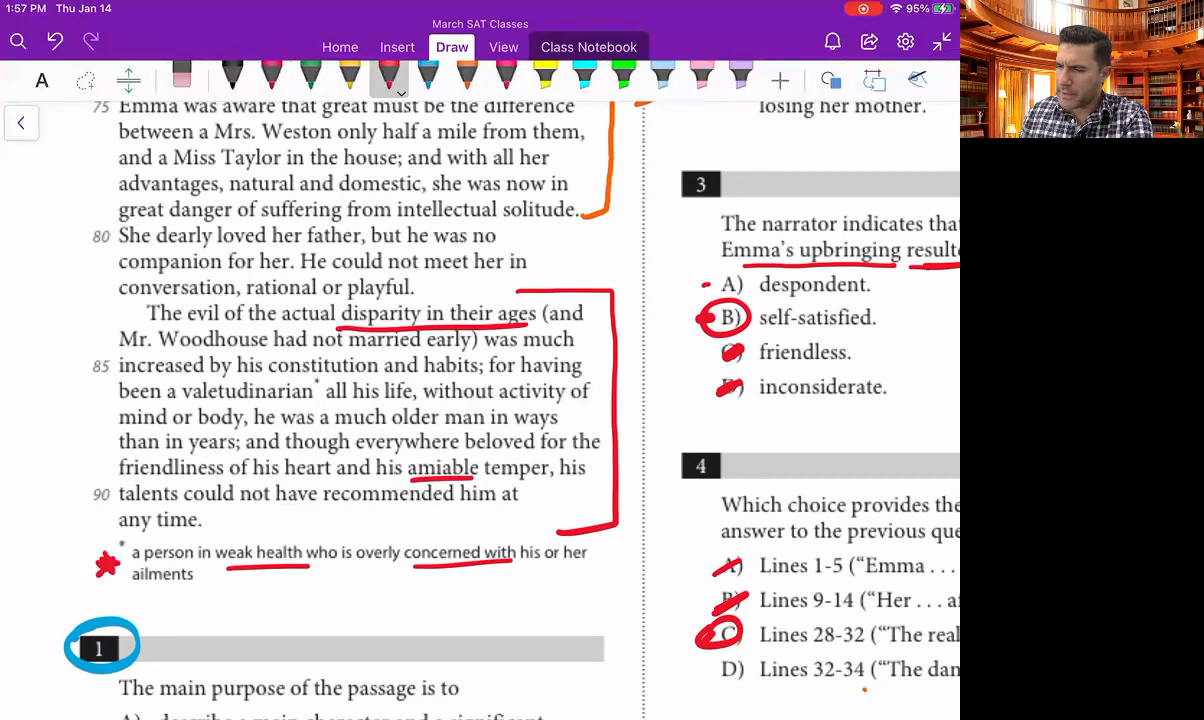 1:57 PM Thu Jan 14
95%
March SAT Classes
Home Insert Draw View Class Notebook
A
75 Emma was aware that great must be the difference
between a Mrs. Weston only half a mile from them,
and a Miss Taylor in the house; and with all her
advantages, natural and domestic, she was now in
great danger of suffering from intellectual solitude.
80 She dearly loved her father, but he was no
companion for her. He could not meet her in
conversation, rational or playful.
The evil of the actual disparity in their ages (and
Mr. Woodhouse had not married early) was much
85 increased by his constitution and habits; for having
been a valetudinarian* all his life, without activity of
mind or body, he was a much older man in ways
than in years; and though everywhere beloved for the
friendliness of his heart and his amiable temper, his
90 talents could not have recommended him at
any time.
* a person in weak health who is overly concerned with his or her
ailments
1
The main purpose of the passage is to
A) describe a main character and a significant
losing her mother.
3
The narrator indicates
Emma's upbringing
A) despondent.
B) self-satisfied.
C) friendless.
D) inconsiderate.
4
Which choice provides the
answer to the previous
A) Lines 1-5 (“Emma . . .
B) Lines 9-14 (“Her . . .
C) Lines 28-32 (“The real
D) Lines 32-34 (“The